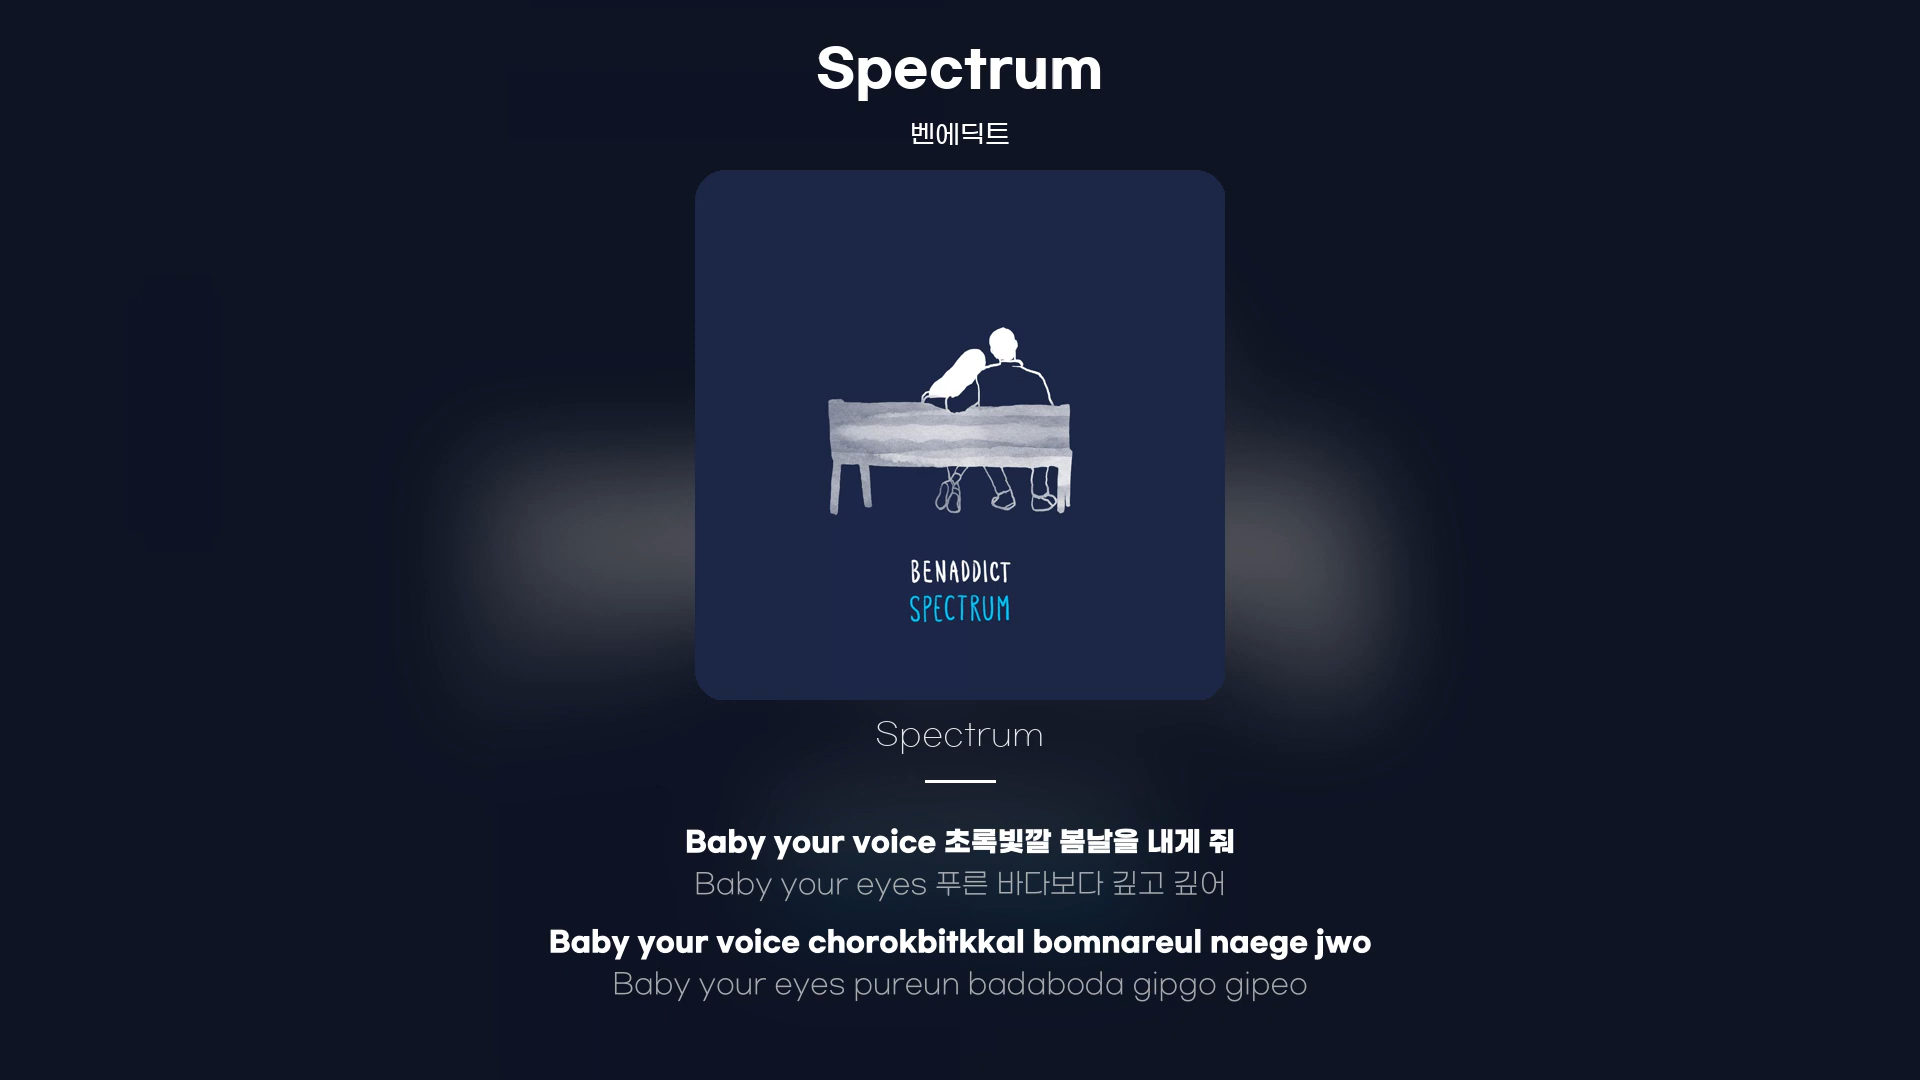 Spectrum
벤에딕트
BENADDICT
SPECTRUM
Spectrum
Baby your voice 초록빛깔 봄날을 내게 줘
Baby your eyes 푸른 바다보다 깊고 깊어
Baby your voice chorokbitkkal bomnareul naege jwo
Baby your eyes pureun badaboda gipgo gipeo